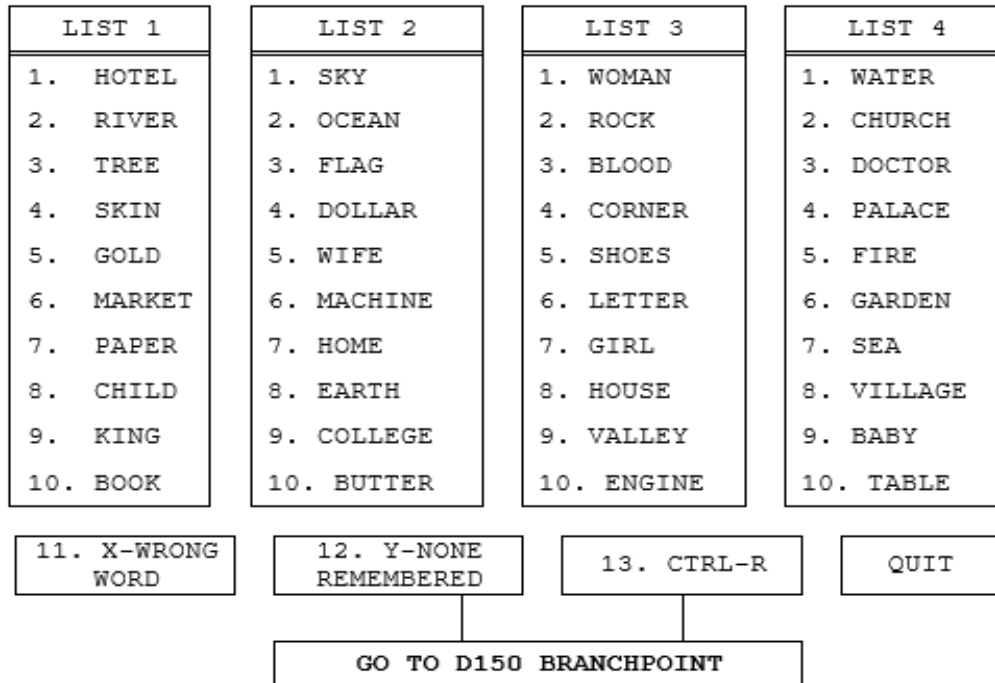 LIST 1 LIST 2 LIST 3 LIST 4
1. HOTEL 1. SKY 1. WOMAN 1. WATER
2. RIVER 2. OCEAN 2. ROCK 2. CHURCH
3. TREE 3. FLAG 3. BLOOD 3. DOCTOR
4. SKIN 4. DOLLAR 4. CORNER 4. PALACE
5. GOLD 5. WIFE 5. SHOES 5. FIRE
6. MARKET 6. MACHINE 6. LETTER 6. GARDEN
7. PAPER 7. HOME 7. GIRL 7. SEA
8. CHILD 8. EARTH 8. HOUSE 8. VILLAGE
9. KING 9. COLLEGE 9. VALLEY 9. BABY
10. BOOK 10. BUTTER 10. ENGINE 10. TABLE
11. X-WRONG
WORD
12. Y-NONE
REMEMBERED
13. CTRL-R
QUIT
GO TO D150 BRANCHPOINT